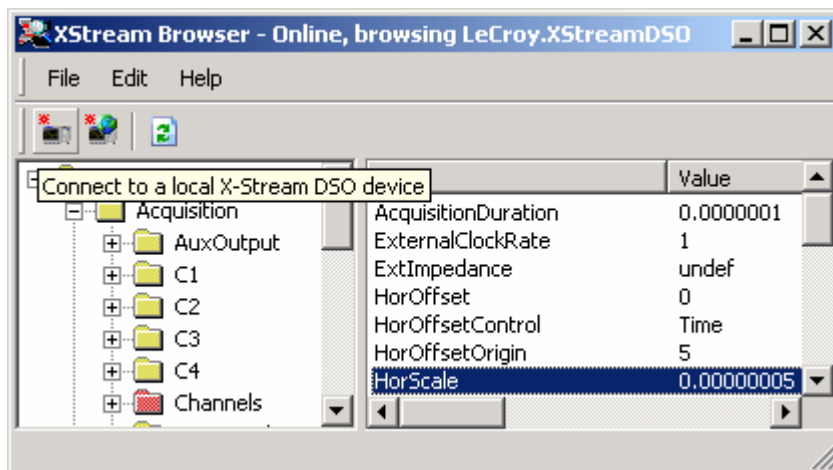 XStream Browser - Online, browsing LeCroy.XStreamDSO
File Edit Help
Connect to a local X-Stream DSO device
Value
Acquisition
AuxOutput
C1
C2
C3
C4
Channels
AcquisitionDuration 0.0000001
ExternalClockRate 1
ExtImpedance undef
HorOffset 0
HorOffsetControl Time
HorOffsetOrigin 5
HorScale 0.00000005